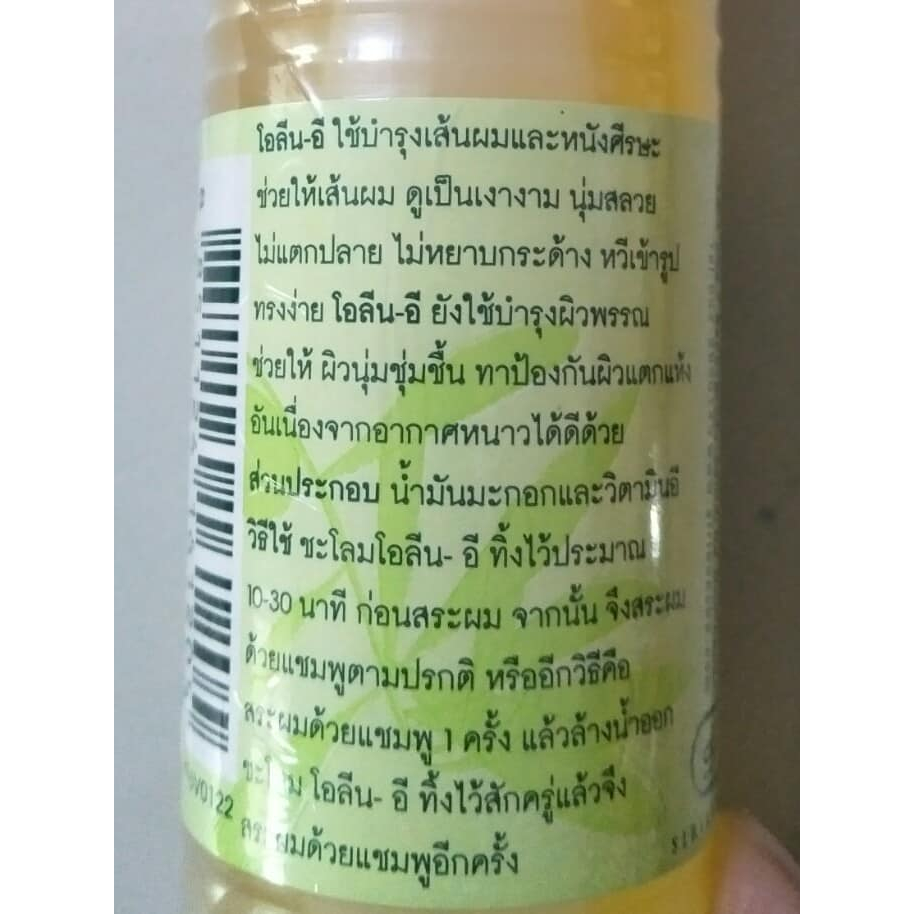 โอลีน-อี ใช้บำรุงเส้นผมและหนังศีรษะ
ช่วยให้เส้นผม ดูเป็นเงางาม นุ่มสลวย
ไม่แตกปลาย ไม่หยาบกระด้าง หวีเข้ารูป
ทรงง่าย โอลีน-อี ยังใช้บำรุงผิวพรรณ
ช่วยให้ ผิวนุ่มชุ่มชื้น ทาป้องกันผิวแตกแห้ง
อันเนื่องจากอากาศหนาวได้ดีด้วย
ส่วนประกอบ น้ำมันมะกอกและวิตามินอี
วิธีใช้ ชะโลมโอลีน- อี ทิ้งไว้ประมาณ
10-30 นาที ก่อนสระผม จากนั้น จึงสระผม
ด้วยแชมพูตามปรกติ หรืออีกวิธีคือ
สระผมด้วยแชมพู 1 ครั้ง แล้วล้างน้ำออก
ชะโลม โอลีน- อี ทิ้งไว้สักครู่แล้วจึง
สระผมด้วยแชมพูอีกครั้ง